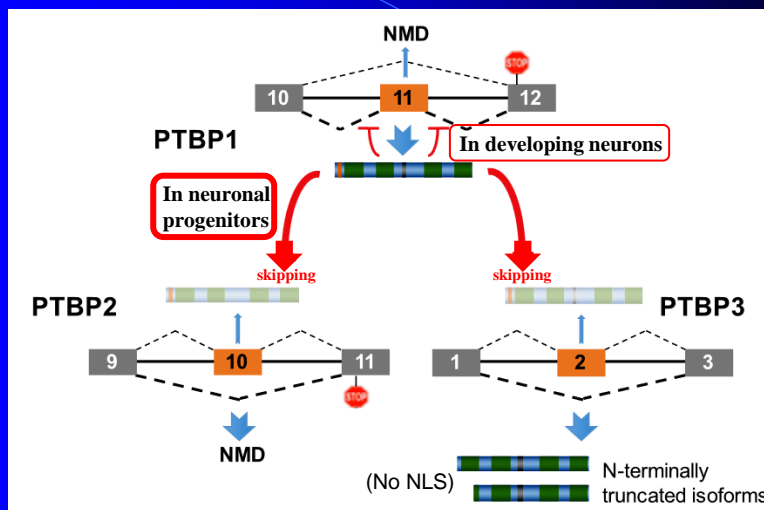 NMD
STOP
10
11
12
PTBP1
In developing neurons
In neuronal
progenitors
skipping
skipping
PTBP2
PTBP3
9
10
11
1
2
3
STOP
NMD
(No NLS)
N-terminally
truncated isoforms